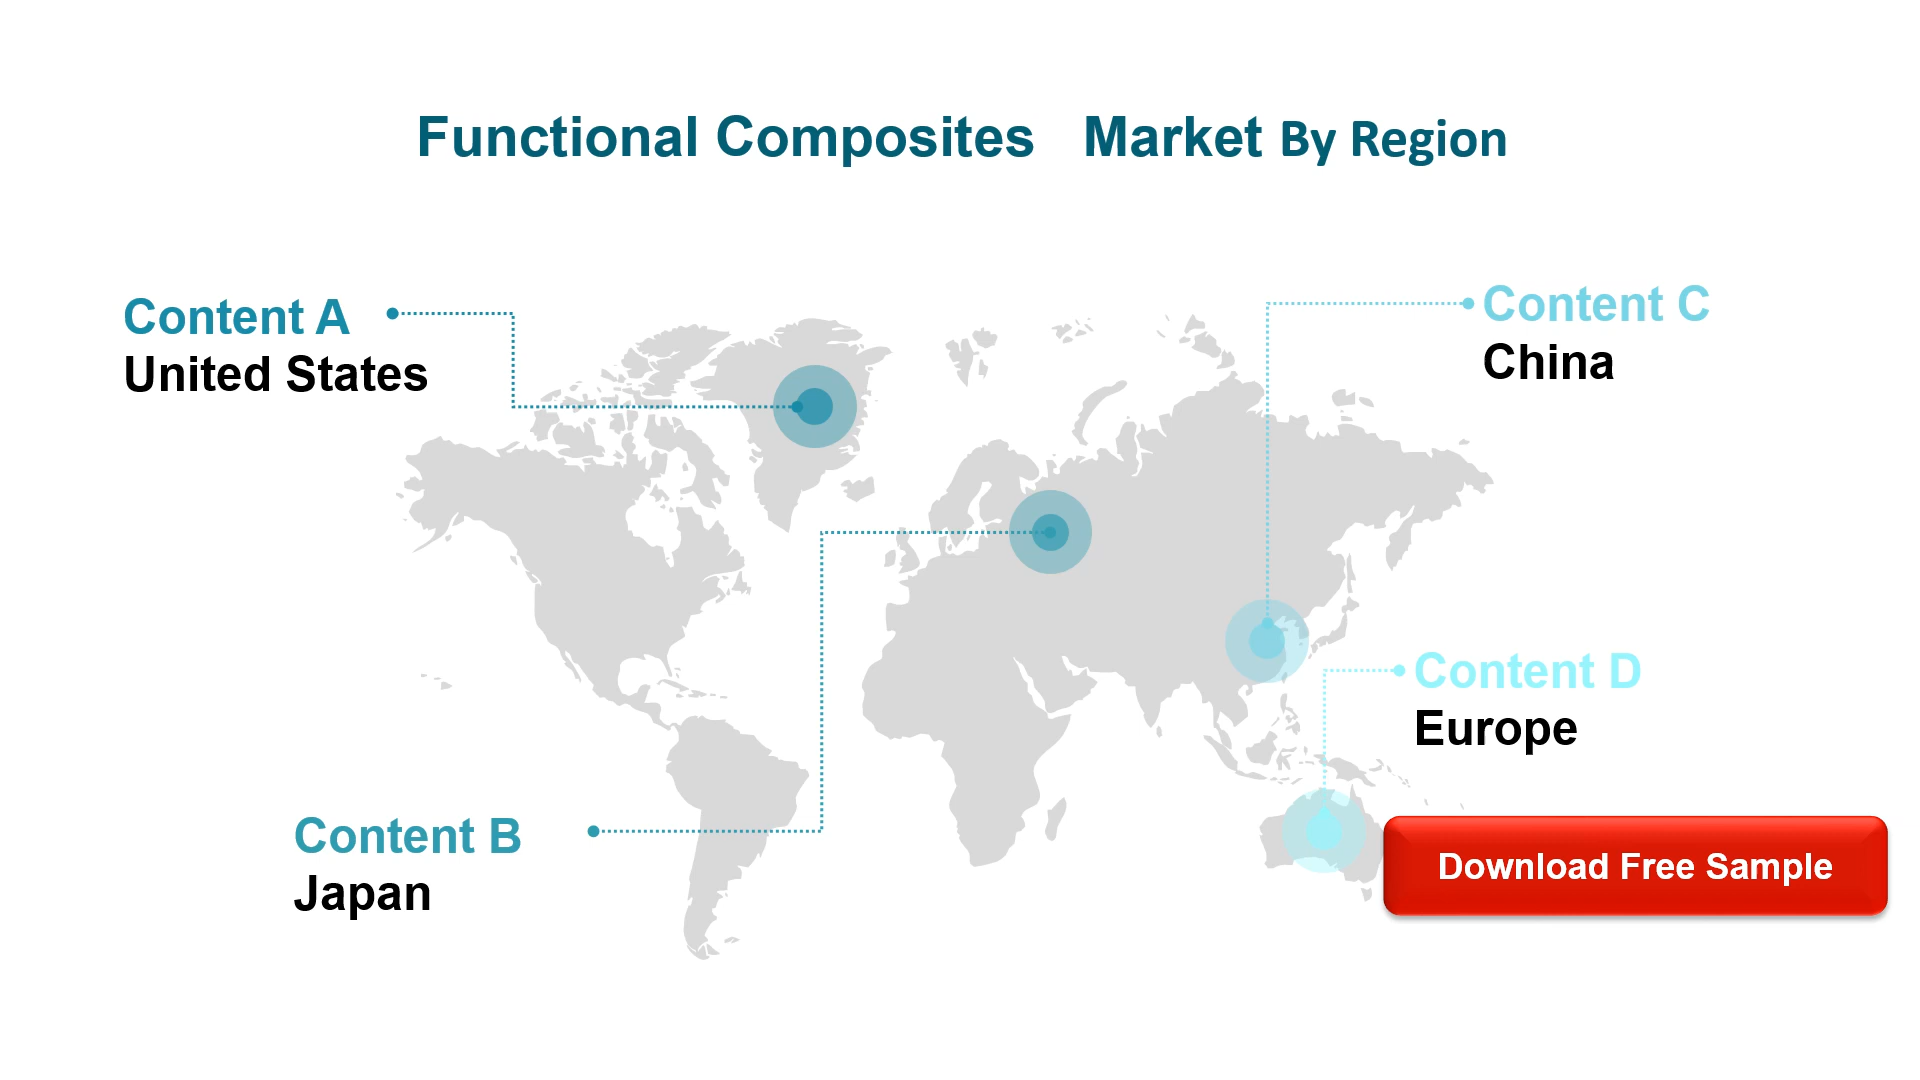 Functional Composites Market By Region
Content A
United States
Content C
China
Content D
Europe
Content B
Japan
Download Free Sample